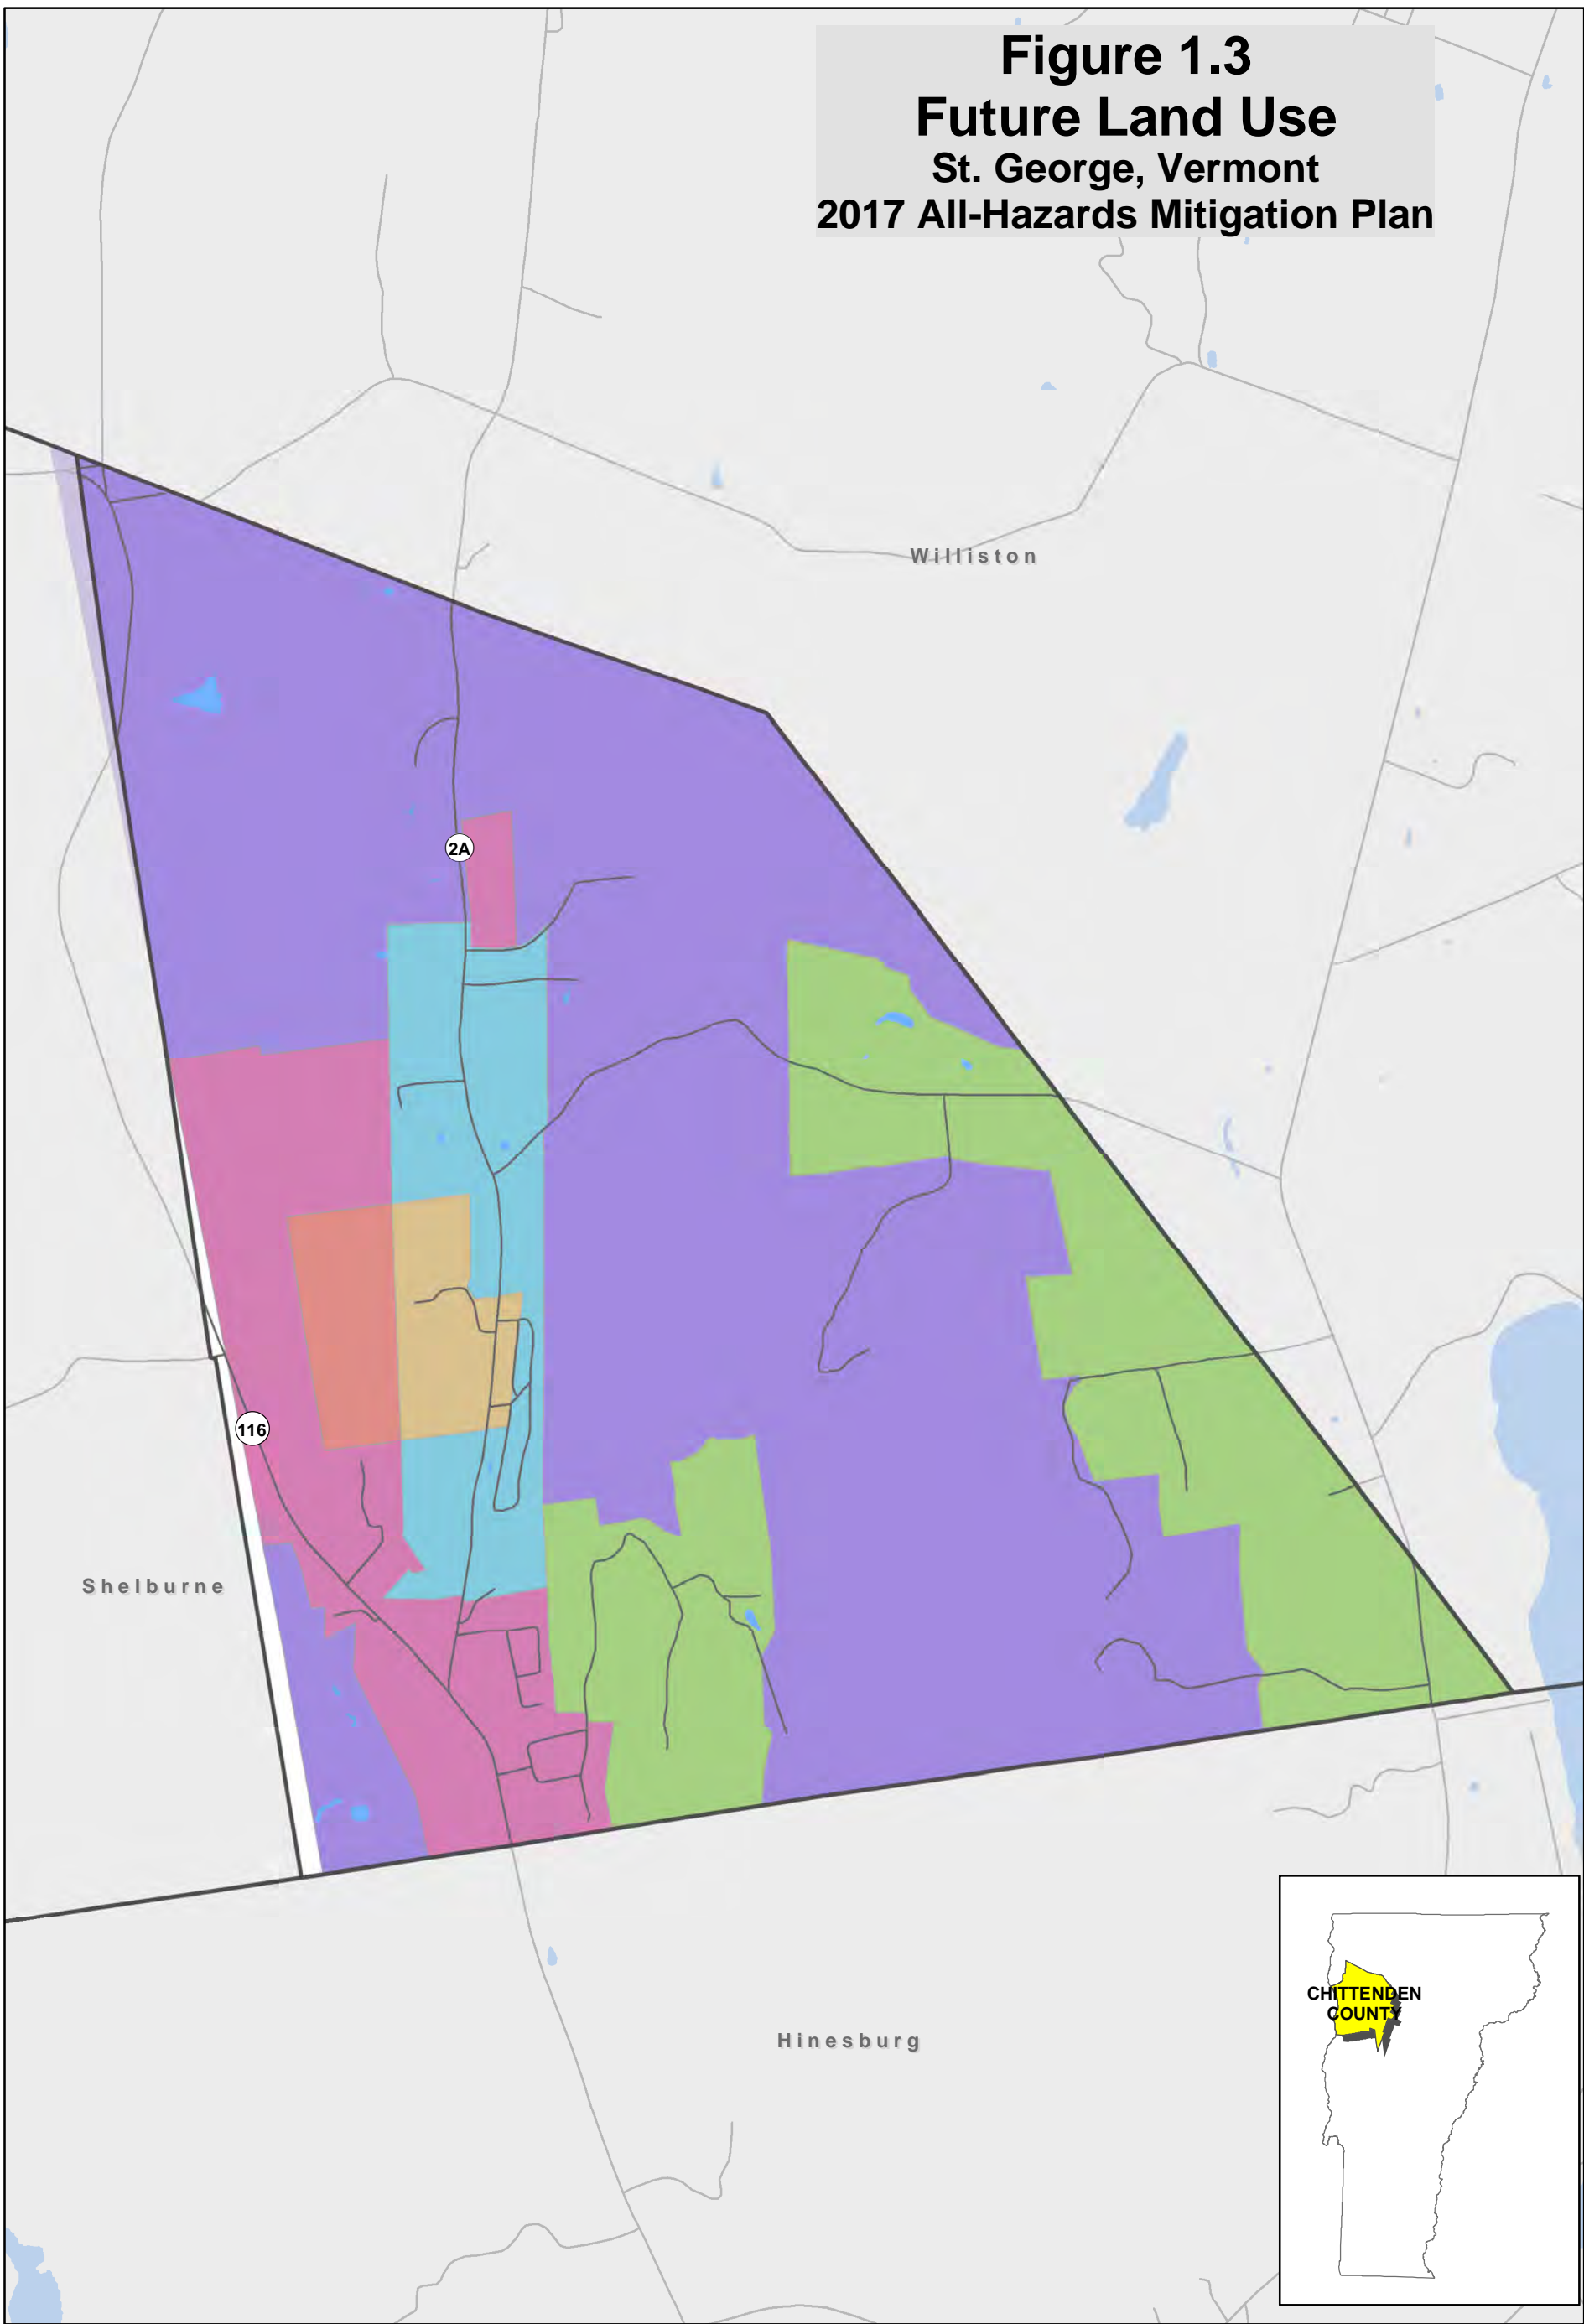 Figure 1.3
Future Land Use
St. George, Vermont
2017 All-Hazards Mitigation Plan
Williston
2A
116
Shelburne
CHITTENDEN
COUNTY
Hinesburg